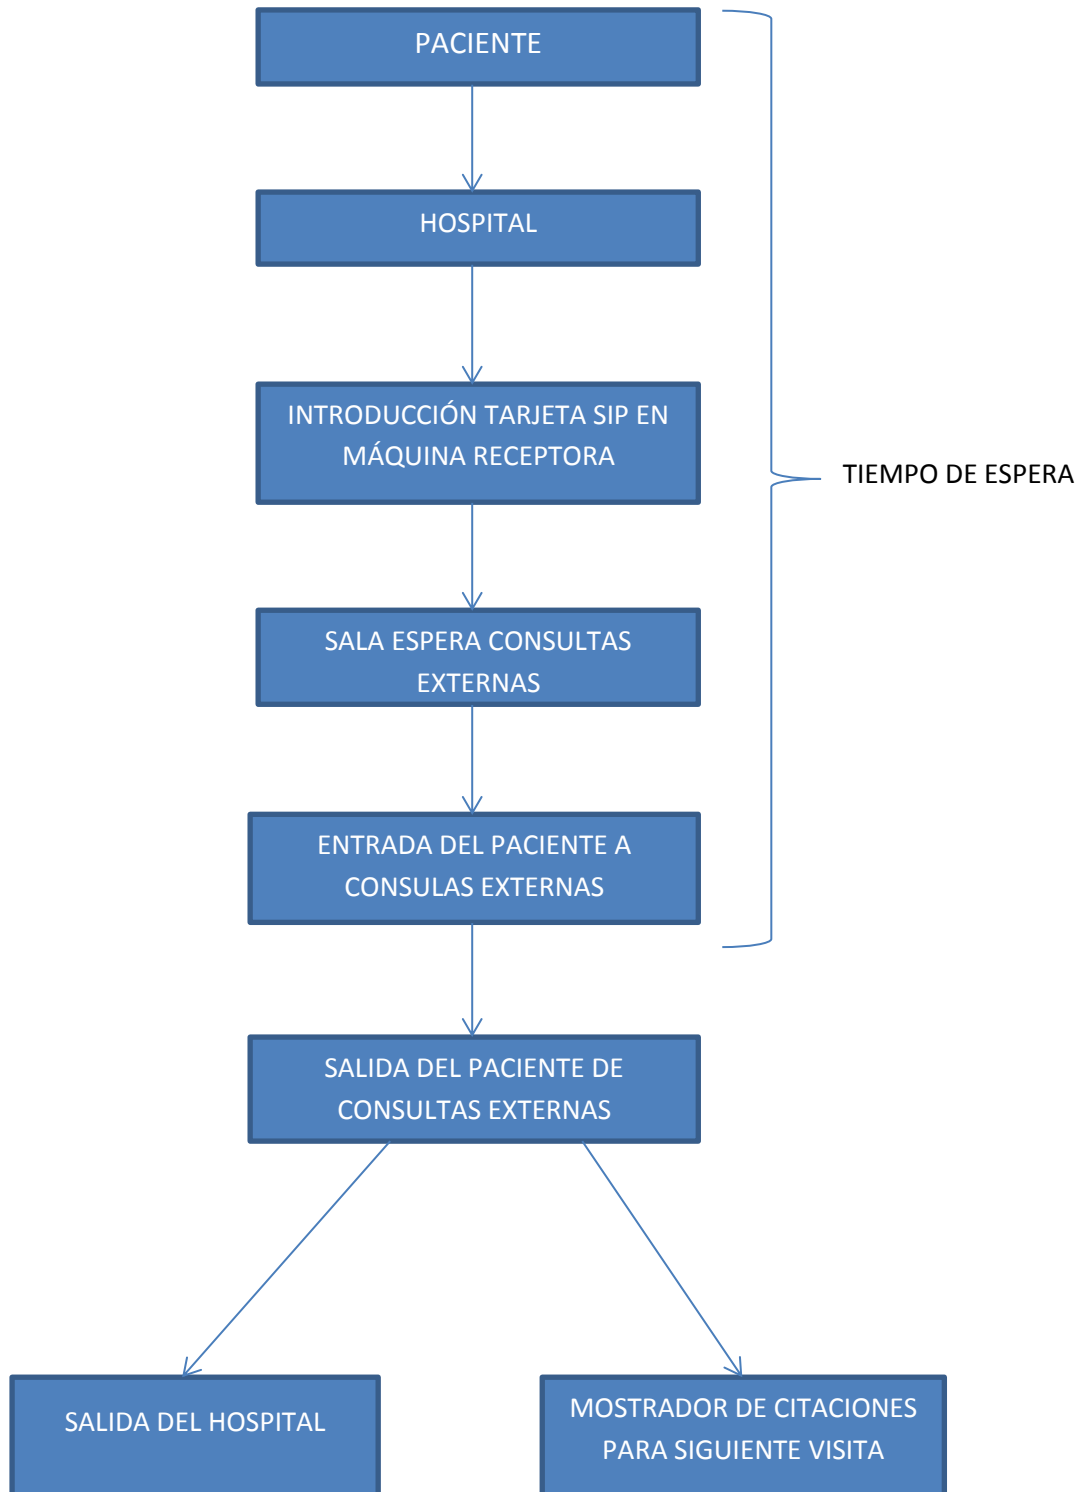 PACIENTE
HOSPITAL
INTRODUCCIÓN TARJETA SIP EN
MÁQUINA RECEPTORA
TIEMPO DE ESPERA
SALA ESPERA CONSULTAS
EXTERNAS
ENTRADA DEL PACIENTE A
CONSULAS EXTERNAS
SALIDA DEL PACIENTE DE
CONSULTAS EXTERNAS
SALIDA DEL HOSPITAL
MOSTRADOR DE CITACIONES
PARA SIGUIENTE VISITA